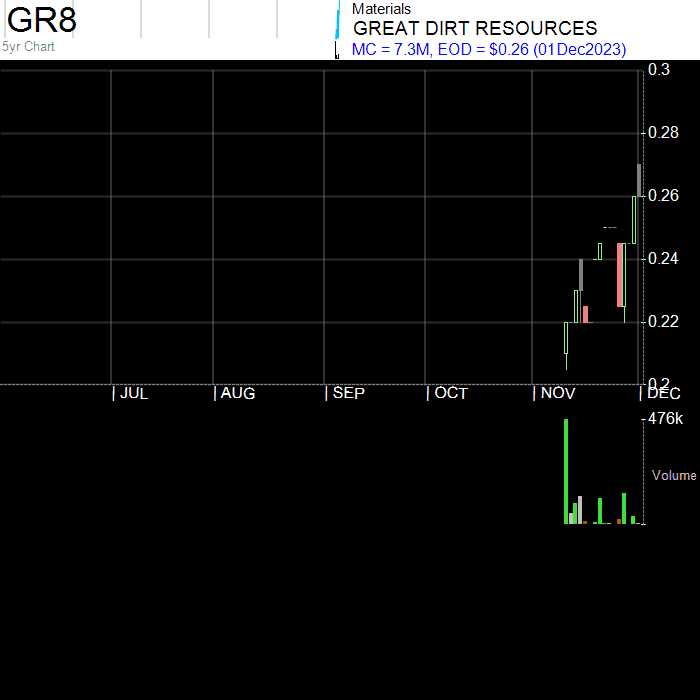 GR8
5yr Chart
Materials
GREAT DIRT RESOURCES
MC = 7.3M, EOD = $0.26 (01Dec2023)
0.3
0.28
0.26
0.24
0.22
0.2
JUL AUG SEP OCT NOV DEC
476k
Volume